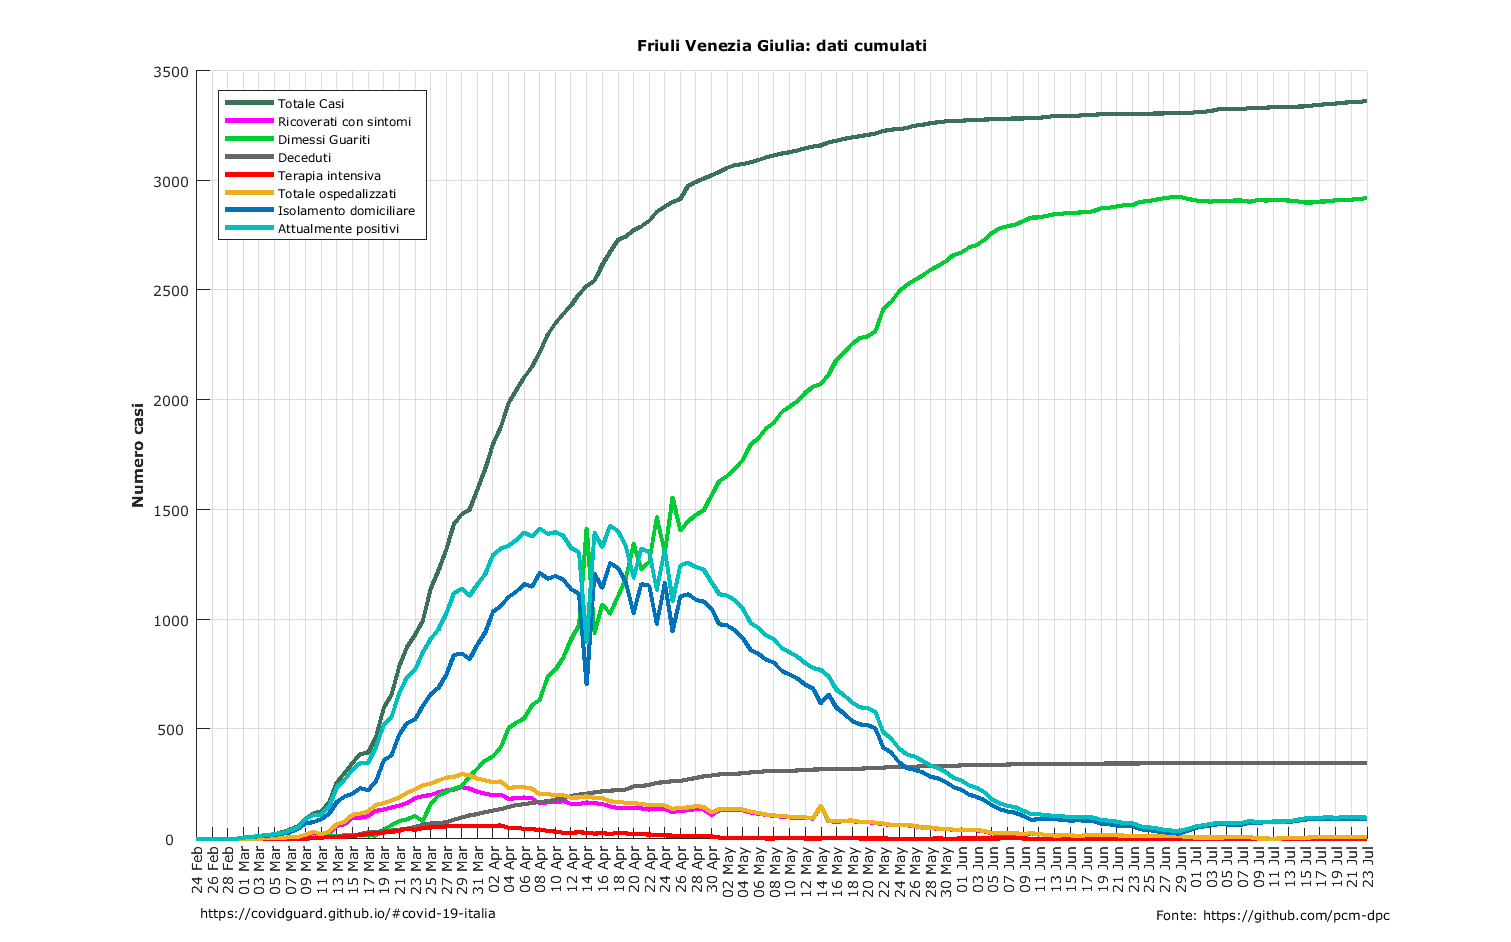 Friuli Venezia Giulia: dati cumulati
3500
3000
2500
2000
1500
1000
500
0
Numero casi
Totale Casi
Ricoverati con sintomi
Dimessi Guariti
Deceduti
Terapia intensiva
Totale ospedalizzati
Isolamento domiciliare
Attualmente positivi
24 Feb
26 Feb
28 Feb
01 Mar
03 Mar
05 Mar
07 Mar
09 Mar
11 Mar
13 Mar
15 Mar
17 Mar
19 Mar
21 Mar
23 Mar
25 Mar
27 Mar
29 Mar
31 Mar
02 Apr
04 Apr
06 Apr
08 Apr
10 Apr
12 Apr
14 Apr
16 Apr
18 Apr
20 Apr
22 Apr
24 Apr
26 Apr
28 Apr
30 Apr
02 May
04 May
06 May
08 May
10 May
12 May
14 May
16 May
18 May
20 May
22 May
24 May
26 May
28 May
30 May
01 Jun
03 Jun
05 Jun
07 Jun
09 Jun
11 Jun
13 Jun
15 Jun
17 Jun
19 Jun
21 Jun
23 Jun
25 Jun
27 Jun
29 Jun
01 Jul
03 Jul
05 Jul
07 Jul
09 Jul
11 Jul
13 Jul
15 Jul
17 Jul
19 Jul
21 Jul
23 Jul
https://covidguard.github.io/#covid-19-italia
Fonte: https://github.com/pcm-dpc